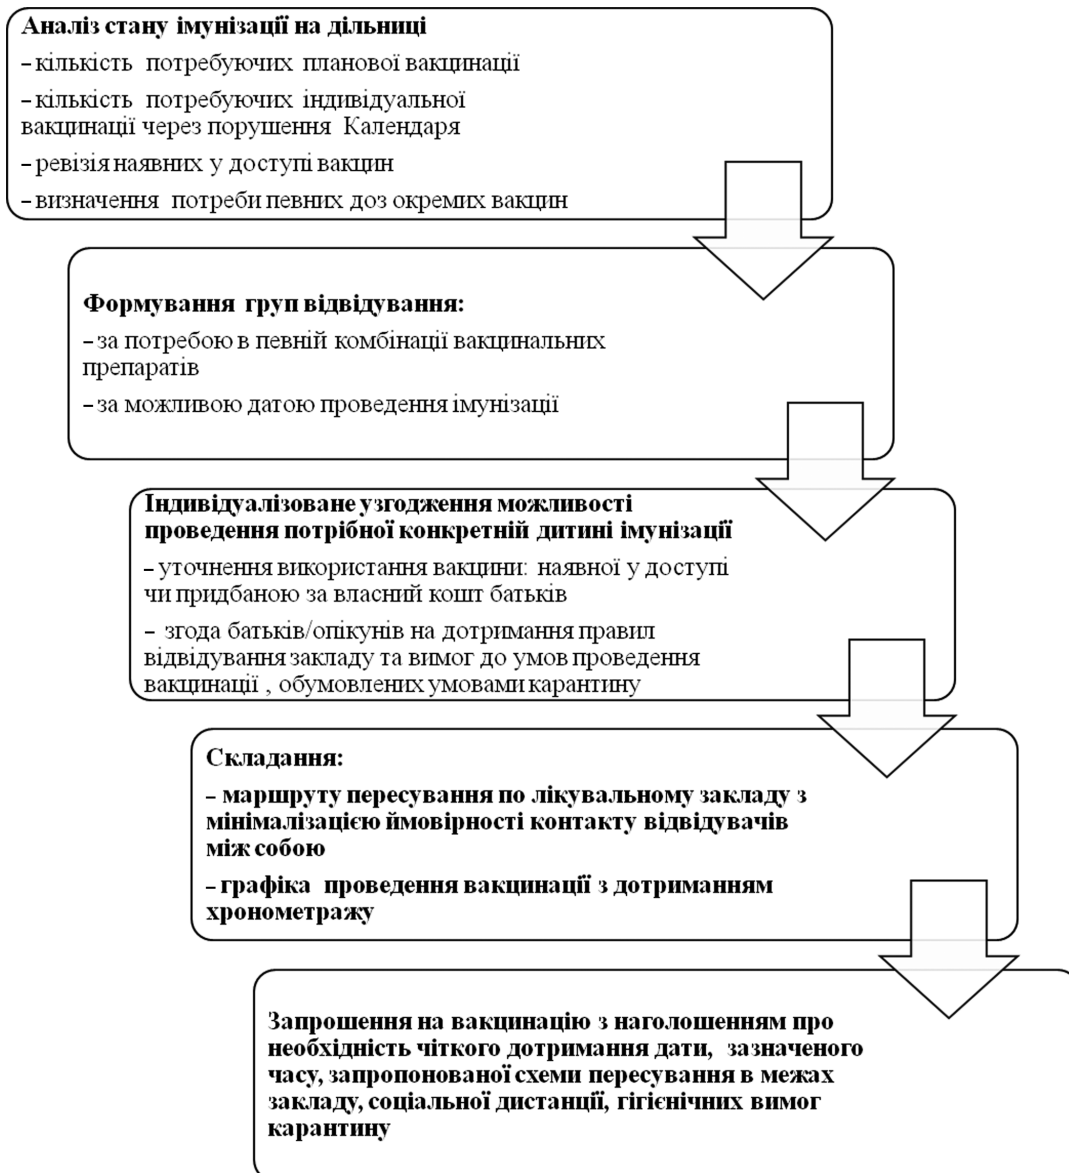 Аналіз стану імунізації на дільниці
– кількість потребуючих планової вакцинації
– кількість потребуючих індивідуальної
вакцинації через порушення Календаря
– ревізія наявних у доступі вакцин
– визначення потреби певних доз окремих вакцин
Формування груп відвідування:
– за потребою в певній комбінації вакцинальних
препаратів
– за можливою датою проведення імунізації
Індивідуалізоване узгодження можливості
проведення потрібної конкретній дитині імунізації
– уточнення використання вакцини: наявної у доступі
чи придбаною за власний кошт батьків
– згода батьків/опікунів на дотримання правил
відвідування закладу та вимог до умов проведення
вакцинації , обумовлених умовами карантину
Складання:
– маршруту пересування по лікувальному закладу з
мінімалізацією ймовірності контакту відвідувачів
між собою
– графіка проведення вакцинації з дотриманням
хронометражу
Запрошення на вакцинацію з наголошенням про
необхідність чіткого дотримання дати, зазначеного
часу, запропонованої схеми пересування в межах
закладу, соціальної дистанції, гігієнічних вимог
карантину